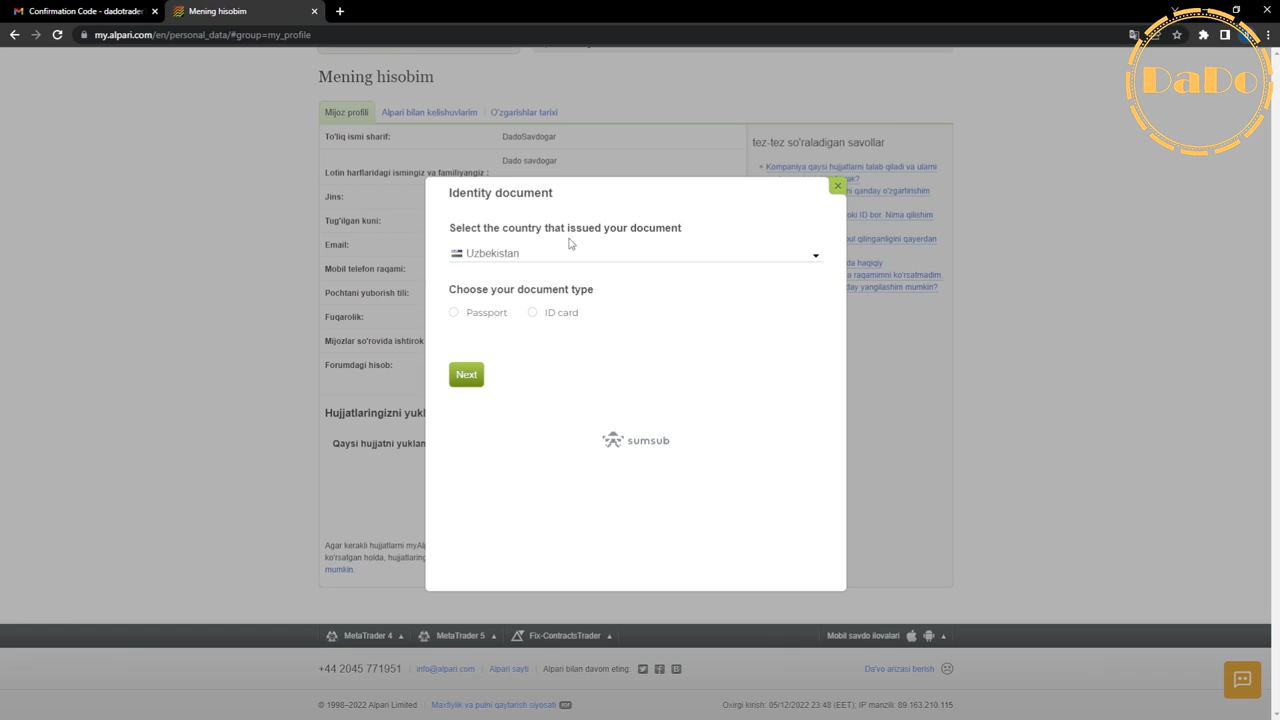 Confirmation Code - dadotrader
Mening hisobim
my.alpari.com/en/personal_data/#group=my_profile
DaDo
Mening hisobim
Mijoz profili
Alpari bilan kelishuvlarim
O'zgarishlar tarixi
To'liq ismi sharif:
DadoSavdogar
tez-tez so'raladigan savollar
Dado savdogar
+ Kompaniya qaysi hujjatlarni talab qiladi va ularni
Lotin harflaridagi ismingiz va familiyangiz :
Identity document
qanday o'zgartirishim
Jins:
Tug'ilgan kuni:
oki ID bor. Nima qilishim
Select the country that issued your document
Email:
qilinganligini qayerdan
Uzbekistan
Mobil telefon raqami:
da haqiqiy
a raqamimni ko'rsatmadim.
Pochtani yuborish tili:
day yangilashim mumkin?
Choose your document type
Passport
ID card
Fuqarolik:
Mijozlar so'rovida ishtirok
Forumdagi hisob:
Next
Hujjatlaringizni yukl
Qaysi hujjatni yuklan
sumsub
Agar kerakli hujjatlarni myAlp
ko'rsatgan holda, hujjatlaring
mumkin.
MetaTrader 4
MetaTrader 5
Fix-ContractsTrader
Mobil savdo ilovalari
+44 2045 771951
info@alpari.com
Alpari sayti
Alpari bilan davom eting:
Da'vo arizasi berish
© 1998–2022 Alpari Limited
Maxfiylik va pulni qaytarish siyosati
PDF
Oxirgi kirish: 05/12/2022 23:48 (EET); IP manzili: 89.163.210.115